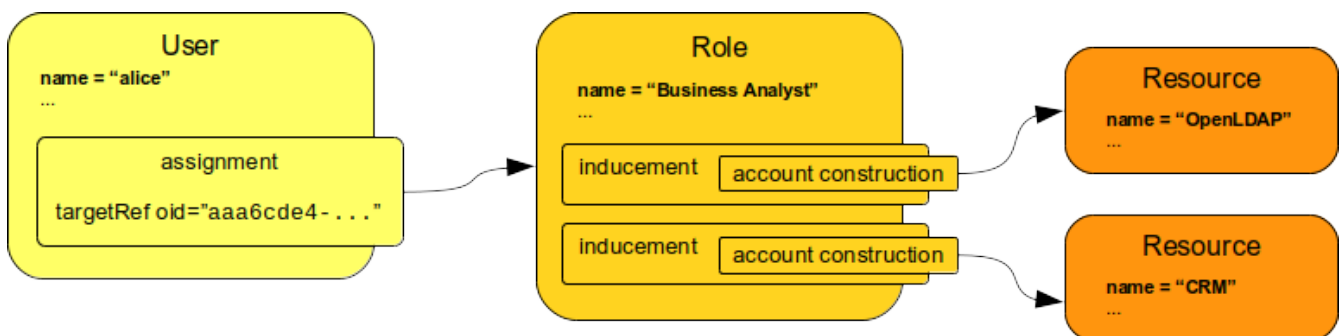 User
name = “alice”
...
assignment
targetRef oid=”aaa6cde4-...”
Role
name = “Business Analyst”
...
inducement
account construction
inducement
account construction
Resource
name = “OpenLDAP”
...
Resource
name = “CRM”
...